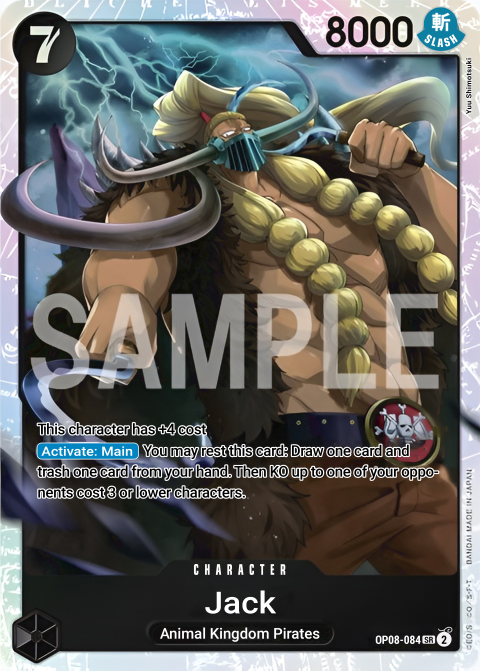 7
8000
斬
SLASH
Yuu Shimotsuki
SAMPLE
This character has +4 cost
Activate: Main You may rest this card: Draw one card and
trash one card from your hand. Then KO up to one of your oppo-
nents cost 3 or lower characters.
CHARACTER
Jack
Animal Kingdom Pirates
OP08-084 SR 2
©E.O/S. CO./S-F-T BANDAI MADE IN JAPAN